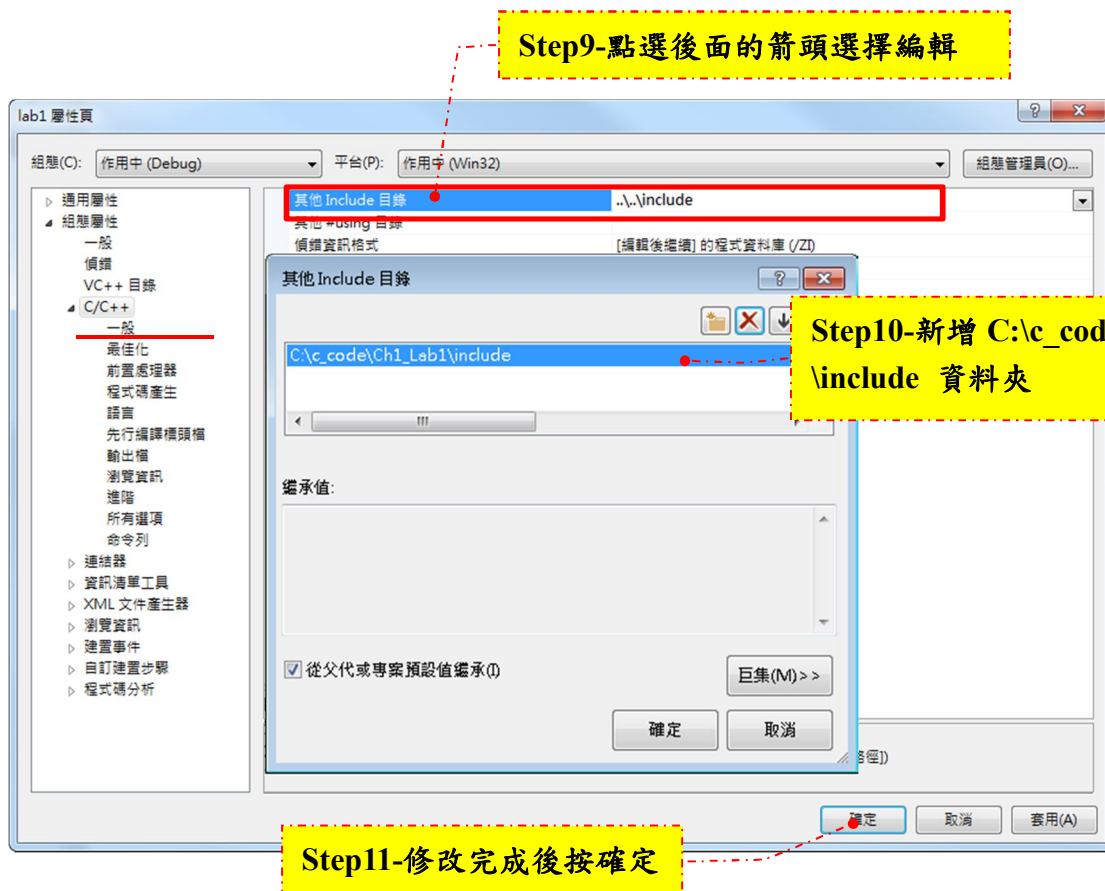 Step9-點選後面的箭頭選擇編輯
lab1 屬性頁
組態(C): 作用中 (Debug) 平台(P): 作用中 (Win32) 組態管理員(O)...
通用屬性
組態屬性
一般
偵錯
VC++ 目錄
C/C++
一般
最佳化
前置處理器
程式碼產生
語言
先行編譯標頭檔
輸出檔
瀏覽資訊
進階
所有選項
命令列
連結器
資訊清單工具
XML 文件產生器
瀏覽資訊
建置事件
自訂建置步驟
程式碼分析
其他 Include 目錄 ..\..\include
其他 #using 目錄
偵錯資訊格式 [編輯後繼續] 的程式資料庫 (/ZI)
其他 Include 目錄
Step10-新增 C:\c_cod
\include 資料夾
C:\c_code\Ch1_Lab1\include
繼承值:
從父代或專案預設值繼承(I)
巨集(M)>>
確定 取消
路徑])
確定 取消 套用(A)
Step11-修改完成後按確定